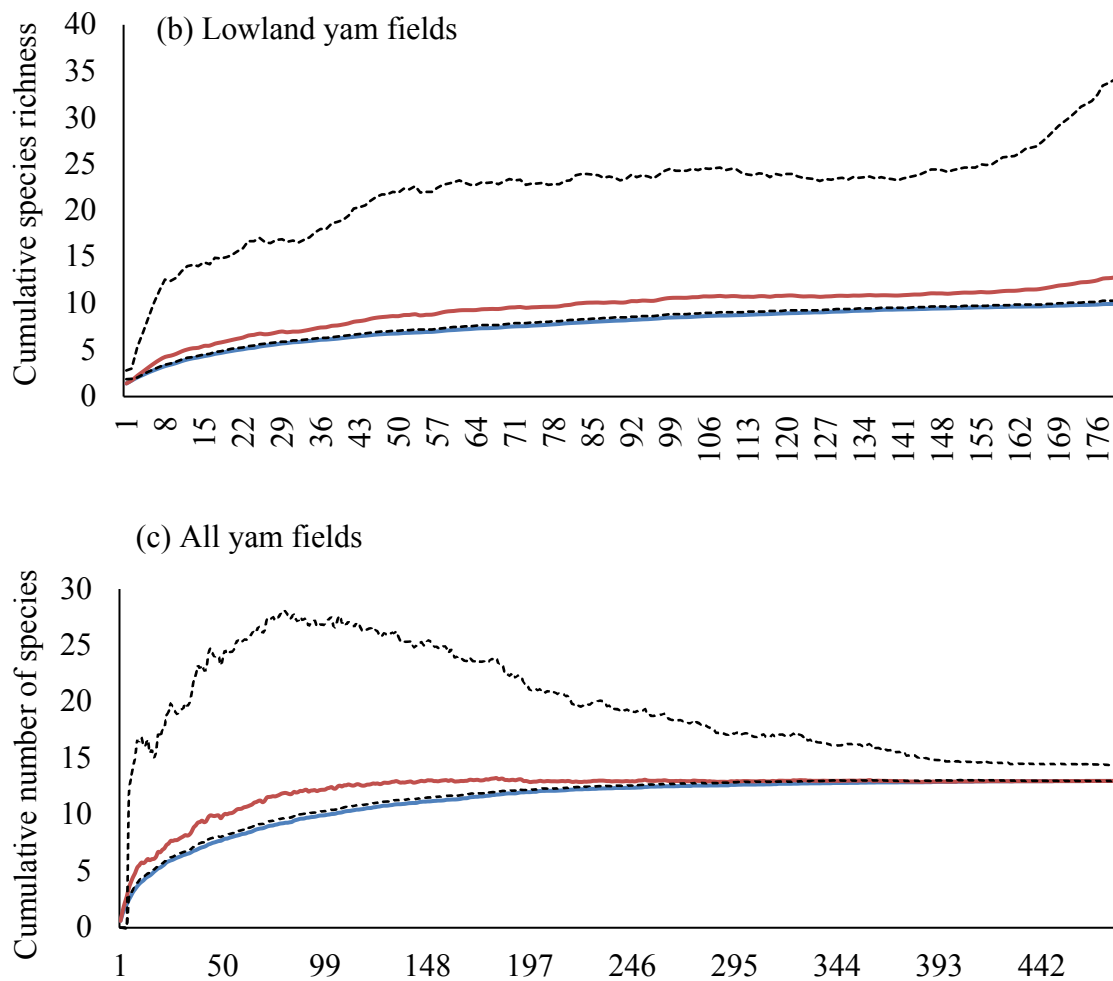 (b) Lowland yam fields
Cumulative species richness
40
35
30
25
20
15
10
5
0
1 8 15 22 29 36 43 50 57 64 71 78 85 92 99 106 113 120 127 134 141 148 155 162 169 176
(c) All yam fields
Cumulative number of species
30
25
20
15
10
5
0
1 50 99 148 197 246 295 344 393 442